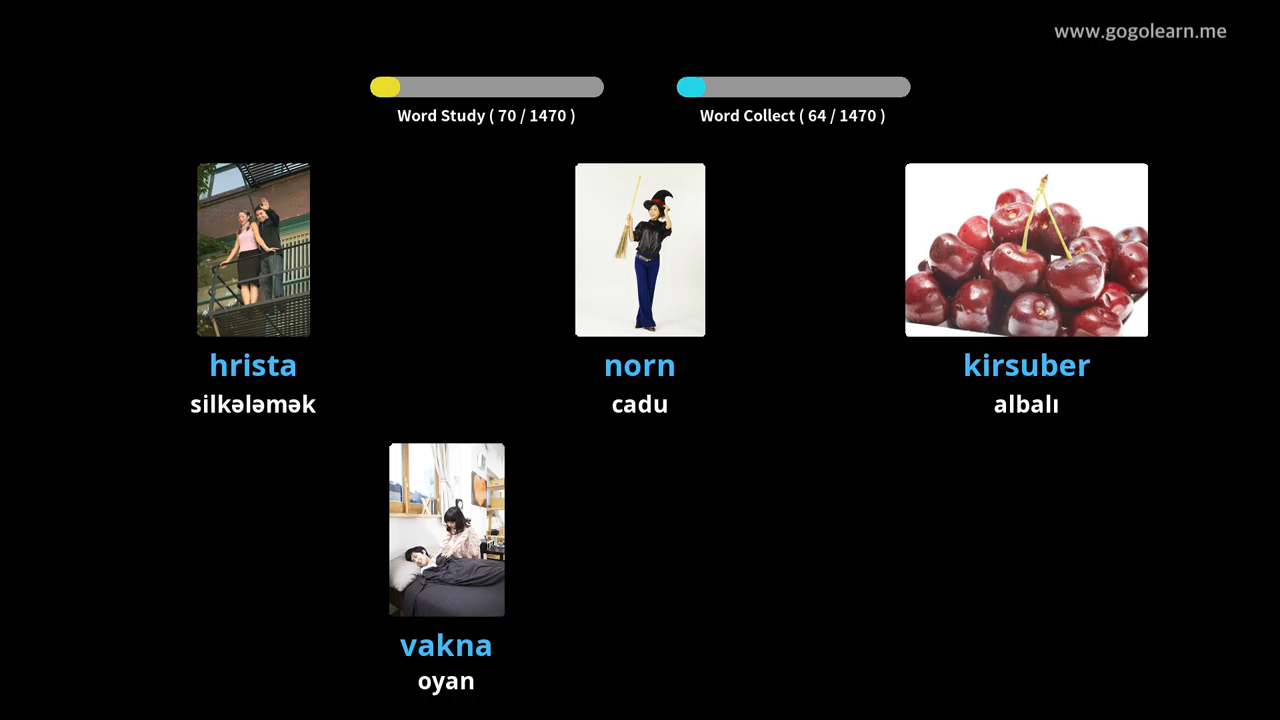 www.gogolearn.me
Word Study ( 70 / 1470 )
Word Collect ( 64 / 1470 )
hrista
silkələmək
norn
cadu
kirsuber
albalı
vakna
oyan